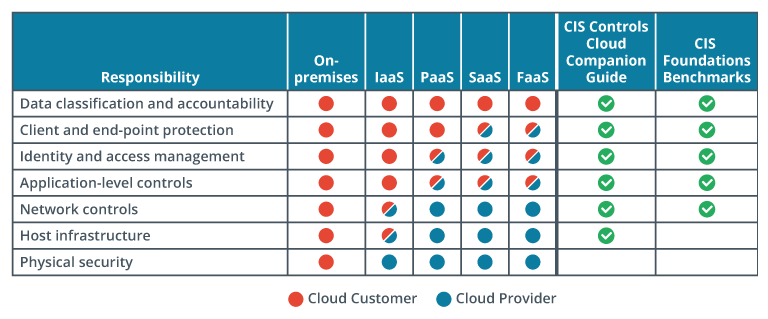 Responsibility
On-
premises
IaaS
PaaS
SaaS
FaaS
CIS Controls
Cloud
Companion
Guide
CIS
Foundations
Benchmarks
Data classification and accountability
Client and end-point protection
Identity and access management
Application-level controls
Network controls
Host infrastructure
Physical security
Cloud Customer
Cloud Provider